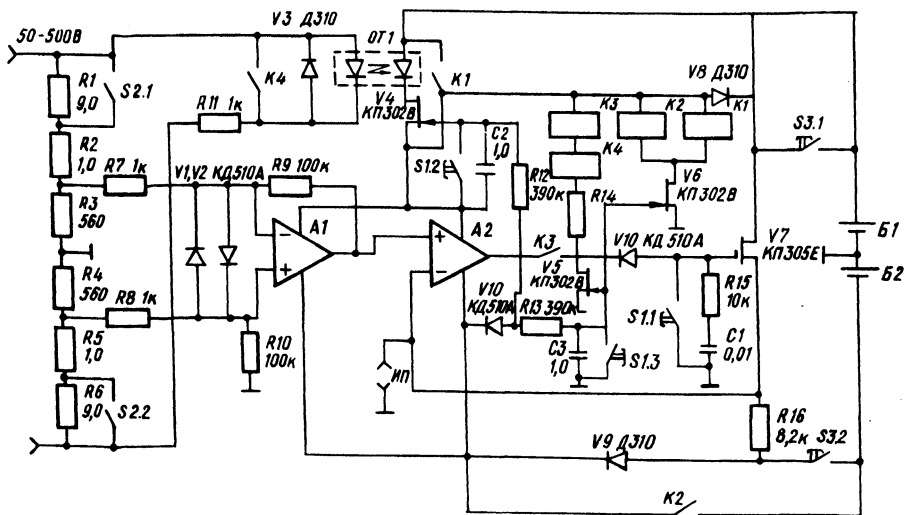 50-500В
V3 Д310
ОТ1
R1
9,0
S2.1
K4
K1
V8 Д310
R11 1к
V4
КП302В
K3
K2
K1
K4
S3.1
R2
1,0
C2
1,0
S1.2
R7 1к
V1,V2 КД510А
R9 100к
R12
390к
R14
V6
КП302В
R3
560
A1
A2
K3
V10 КД510А
V7
КП305Е
Б1
Б2
R4
560
R8 1к
V5
КП302В
R15
10к
V10
КД510А
R13 390к
R5
1,0
R10
100к
S1.1
C1
0,01
C3
1,0
S1.3
ИП
R6
9,0
S2.2
R16
8,2к
S3.2
V9 Д310
K2